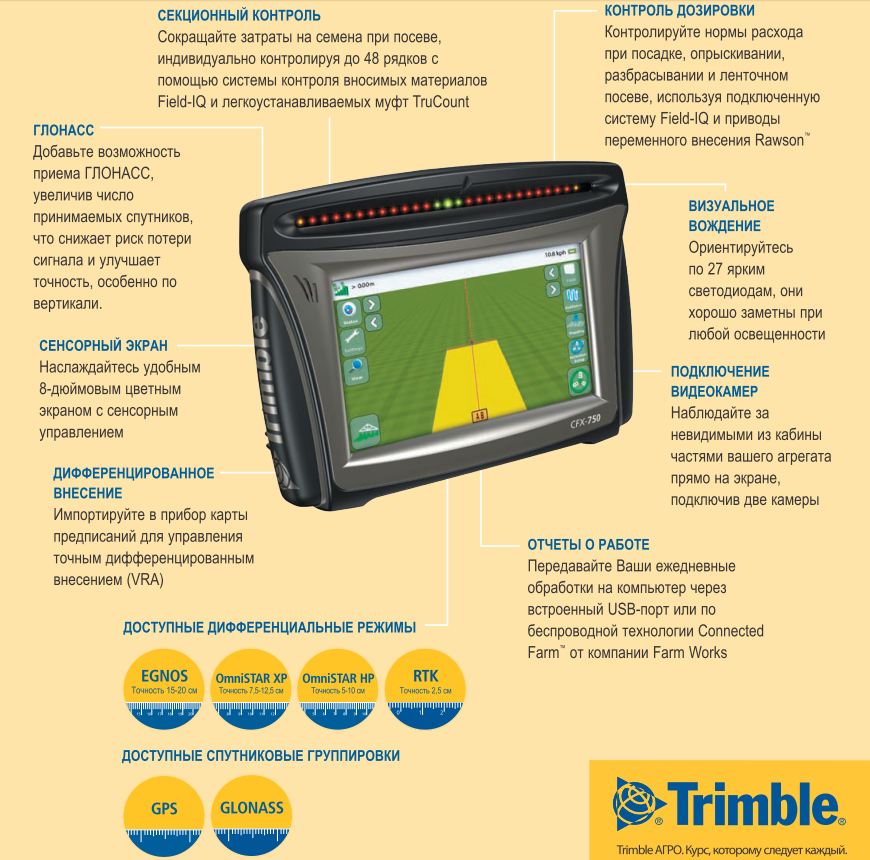 СЕКЦИОННЫЙ КОНТРОЛЬ
Сокращайте затраты на семена при посеве,
индивидуально контролируя до 48 рядков с
помощью системы контроля вносимых материалов
Field-IQ и легкоустанавливаемых муфт TruCount
КОНТРОЛЬ ДОЗИРОВКИ
Контролируйте нормы расхода
при посадке, опрыскивании,
разбрасывании и ленточном
посеве, используя подключенную
систему Field-IQ и приводы
переменного внесения Rawson™
ГЛОНАСС
Добавьте возможность
приема ГЛОНАСС,
увеличив число
принимаемых спутников,
что снижает риск потери
сигнала и улучшает
точность, особенно по
вертикали.
ВИЗУАЛЬНОЕ
ВОЖДЕНИЕ
Ориентируйтесь
по 27 ярким
светодиодам, они
хорошо заметны при
любой освещенности
СЕНСОРНЫЙ ЭКРАН
Наслаждайтесь удобным
8-дюймовым цветным
экраном с сенсорным
управлением
ПОДКЛЮЧЕНИЕ
ВИДЕОКАМЕР
Наблюдайте за
невидимыми из кабины
частями вашего агрегата
прямо на экране,
подключив две камеры
ДИФФЕРЕНЦИРОВАННОЕ
ВНЕСЕНИЕ
Импортируйте в прибор карты
предписаний для управления
точным дифференцированным
внесением (VRA)
> 0.00m
10.8 kph
Status
Settings
View
A B
CFX-750
Trimble
ОТЧЕТЫ О РАБОТЕ
Передавайте Ваши ежедневные
обработки на компьютер через
встроенный USB-порт или по
беспроводной технологии Connected
Farm™ от компании Farm Works
ДОСТУПНЫЕ ДИФФЕРЕНЦИАЛЬНЫЕ РЕЖИМЫ
EGNOS
Точность 15-20 см
OmniSTAR XP
Точность 7,5-12,5 см
OmniSTAR HP
Точность 5-10 см
RTK
Точность 2,5 см
ДОСТУПНЫЕ СПУТНИКОВЫЕ ГРУППИРОВКИ
GPS
GLONASS
Trimble®
Trimble АГРО. Курс, которому следует каждый.